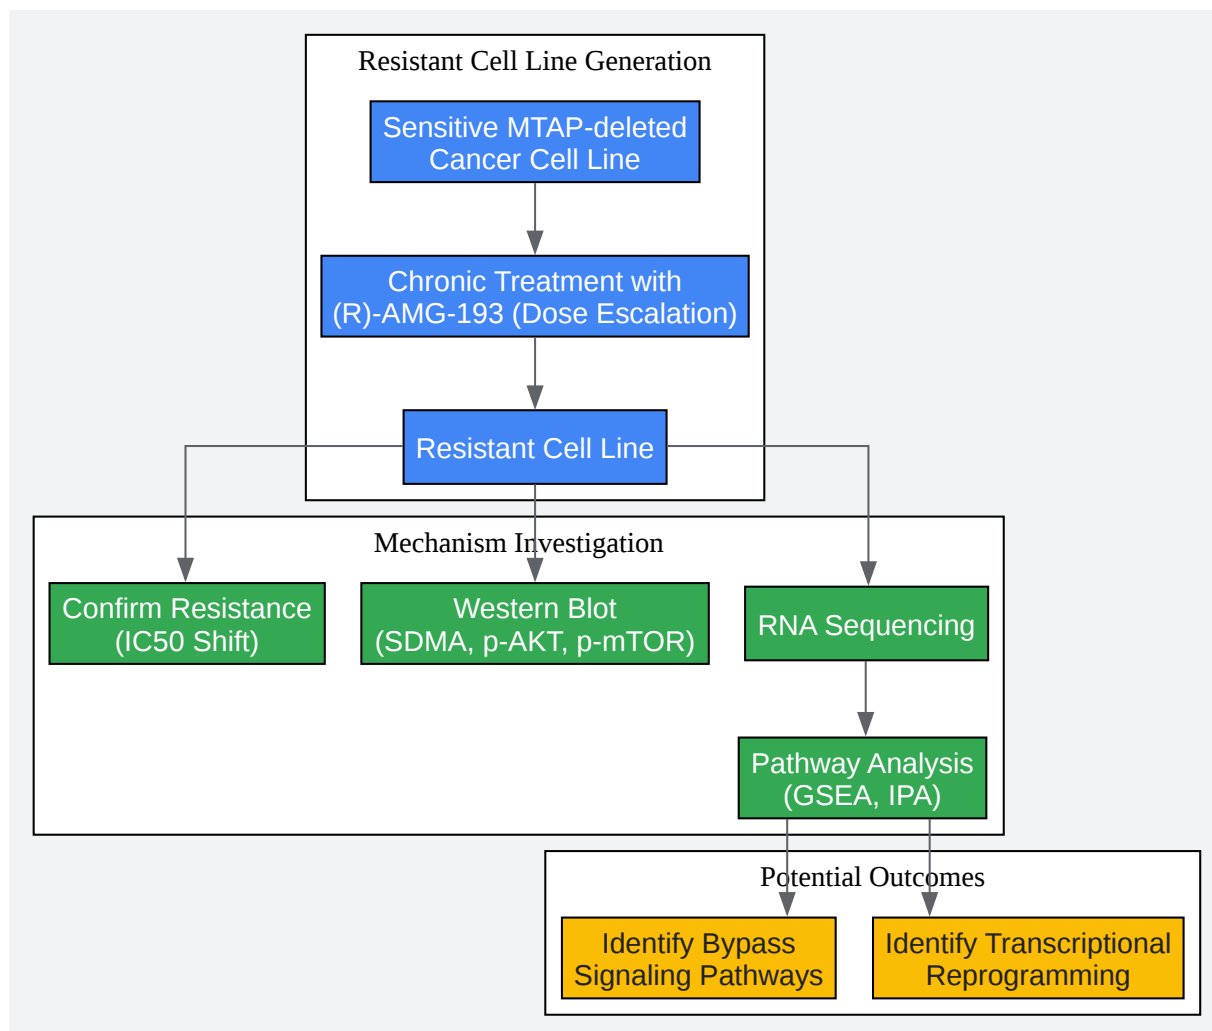 Resistant Cell Line Generation
Sensitive MTAP-deleted
Cancer Cell Line
Chronic Treatment with
(R)-AMG-193 (Dose Escalation)
Resistant Cell Line
Mechanism Investigation
Confirm Resistance
(IC50 Shift)
Western Blot
(SDMA, p-AKT, p-mTOR)
RNA Sequencing
Pathway Analysis
(GSEA, IPA)
Potential Outcomes
Identify Bypass
Signaling Pathways
Identify Transcriptional
Reprogramming